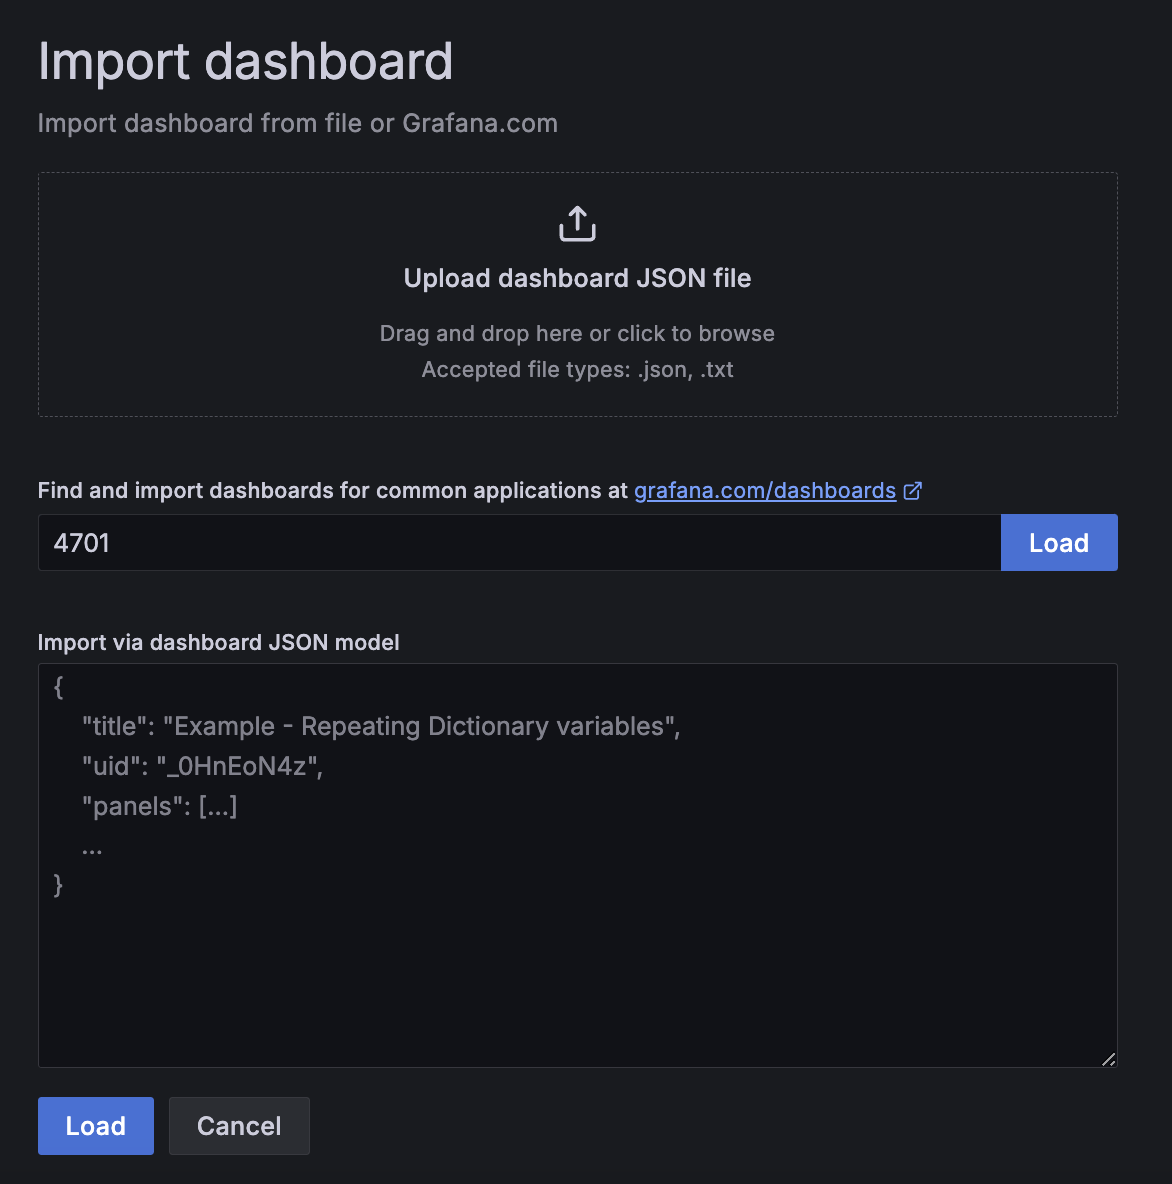 Import dashboard
Import dashboard from file or Grafana.com
Upload dashboard JSON file
Drag and drop here or click to browse
Accepted file types: .json, .txt
Find and import dashboards for common applications at grafana.com/dashboards
4701
Load
Import via dashboard JSON model
{
    "title": "Example - Repeating Dictionary variables",
    "uid": "_0HnEoN4z",
    "panels": [...]
    ...
}
Load
Cancel